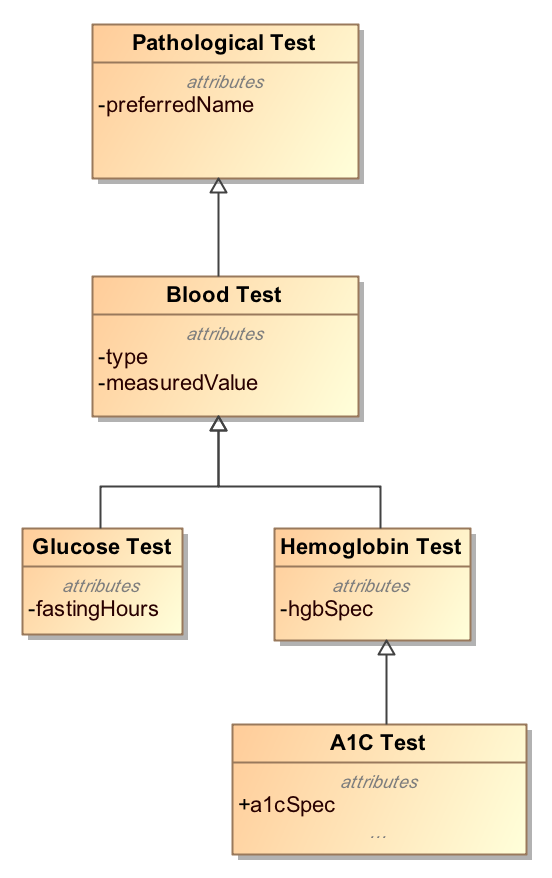 Pathological Test
attributes
-preferredName
Blood Test
attributes
-type
-measuredValue
Glucose Test
attributes
-fastingHours
Hemoglobin Test
attributes
-hgbSpec
A1C Test
attributes
+a1cSpec
...